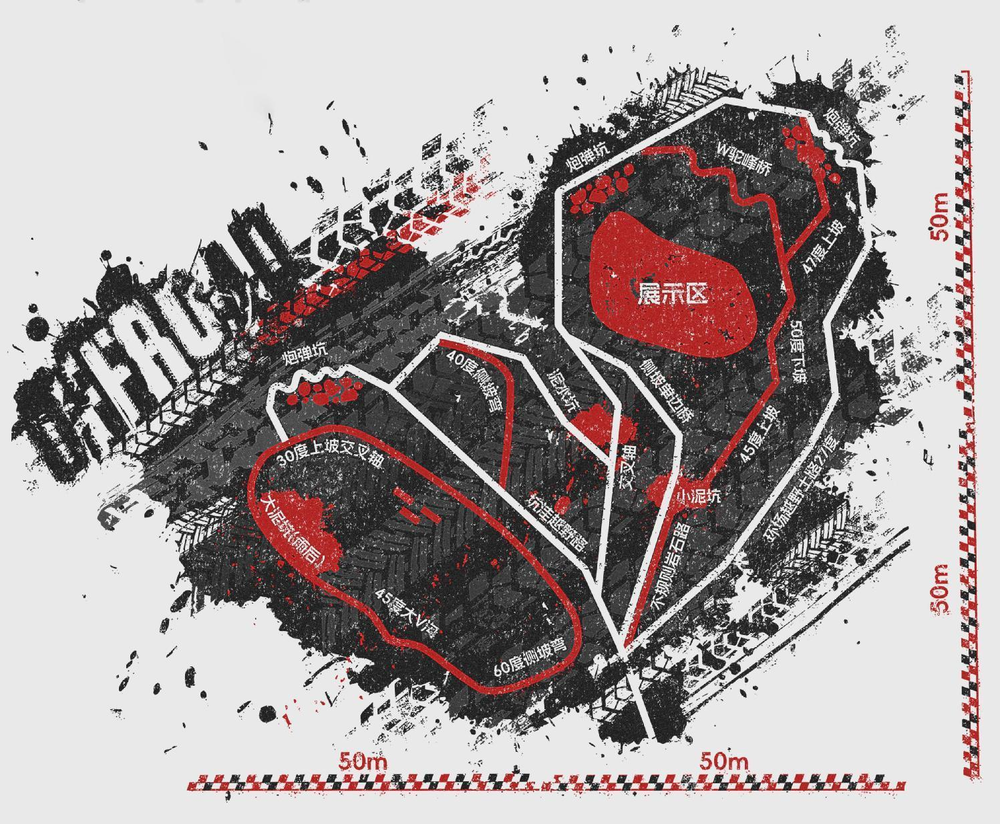 炮弹坑
炮弹坑
W驼峰桥
47度上坡
展示区
50度下坡
炮弹坑
40度侧坡弯
泥水坑
侧坡单边桥
30度上坡交叉轴
交叉轴
45度上坡
小泥坑
环场越野土路27度
大泥坑(雨后)
坑洼越野路
不规则岩石路
45度大V沟
60度侧坡弯
50m
50m
50m
50m